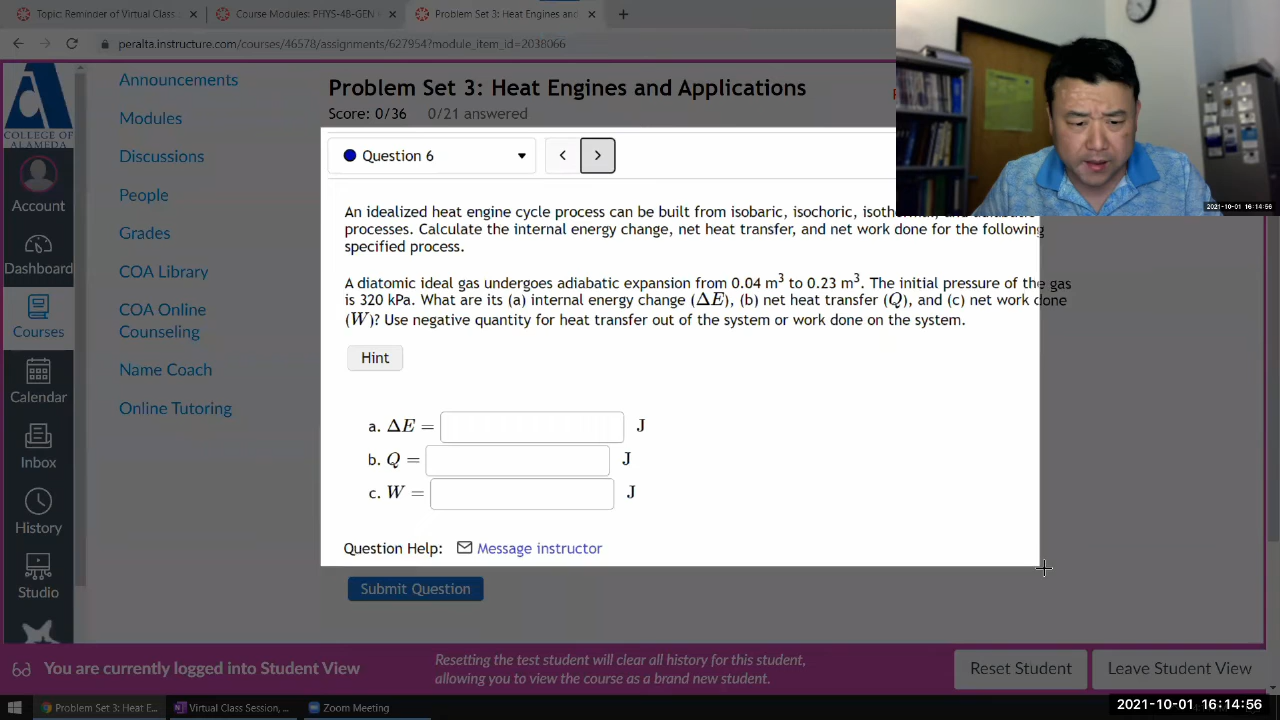 Topic: Reminder of Virtual Class
Course Modules: PHYS-4B-GEN
Problem Set 3: Heat Engines and
peralta.instructure.com/courses/46578/assignments/627954?module_item_id=2038066
COLLEGE OF
ALAMEDA
Account
Dashboard
Courses
Calendar
Inbox
History
Studio
Announcements
Modules
Discussions
People
Grades
COA Library
COA Online
Counseling
Name Coach
Online Tutoring
Problem Set 3: Heat Engines and Applications
Score: 0/36 0/21 answered
Question 6
An idealized heat engine cycle process can be built from isobaric, isochoric,
processes. Calculate the internal energy change, net heat transfer, and net work done for the following
specified process.
A diatomic ideal gas undergoes adiabatic expansion from 0.04 m³ to 0.23 m³. The initial pressure of the gas
is 320 kPa. What are its (a) internal energy change (ΔE), (b) net heat transfer (Q), and (c) net work done
(W)? Use negative quantity for heat transfer out of the system or work done on the system.
Hint
a. ΔE = J
b. Q = J
c. W = J
Question Help: Message instructor
Submit Question
You are currently logged into Student View
Resetting the test student will clear all history for this student,
allowing you to view the course as a brand new student.
Reset Student
Leave Student View
Problem Set 3: Heat E...
Virtual Class Session, ...
Zoom Meeting
2021-10-01 16:14:56
2021-10-01 16:14:56